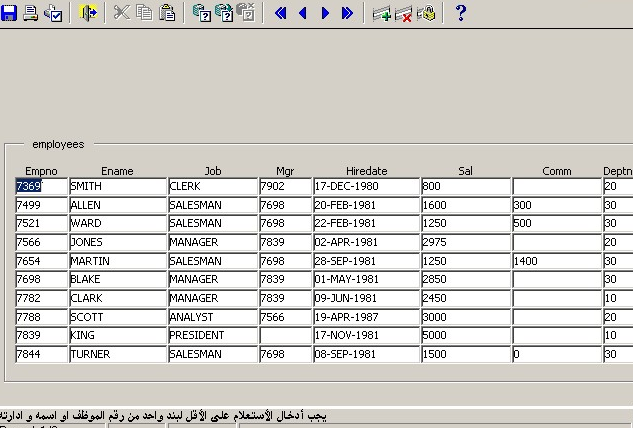 ?
employees
Empno Ename Job Mgr Hiredate Sal Comm Deptn
7369 SMITH CLERK 7902 17-DEC-1980 800 20
7499 ALLEN SALESMAN 7698 20-FEB-1981 1600 300 30
7521 WARD SALESMAN 7698 22-FEB-1981 1250 500 30
7566 JONES MANAGER 7839 02-APR-1981 2975 20
7654 MARTIN SALESMAN 7698 28-SEP-1981 1250 1400 30
7698 BLAKE MANAGER 7839 01-MAY-1981 2850 30
7782 CLARK MANAGER 7839 09-JUN-1981 2450 10
7788 SCOTT ANALYST 7566 19-APR-1987 3000 20
7839 KING PRESIDENT 17-NOV-1981 5000 10
7844 TURNER SALESMAN 7698 08-SEP-1981 1500 0 30
يجب أدخال الأستعلام على الأقل لبند واحد من رقم الموظف او اسمه و ادارته